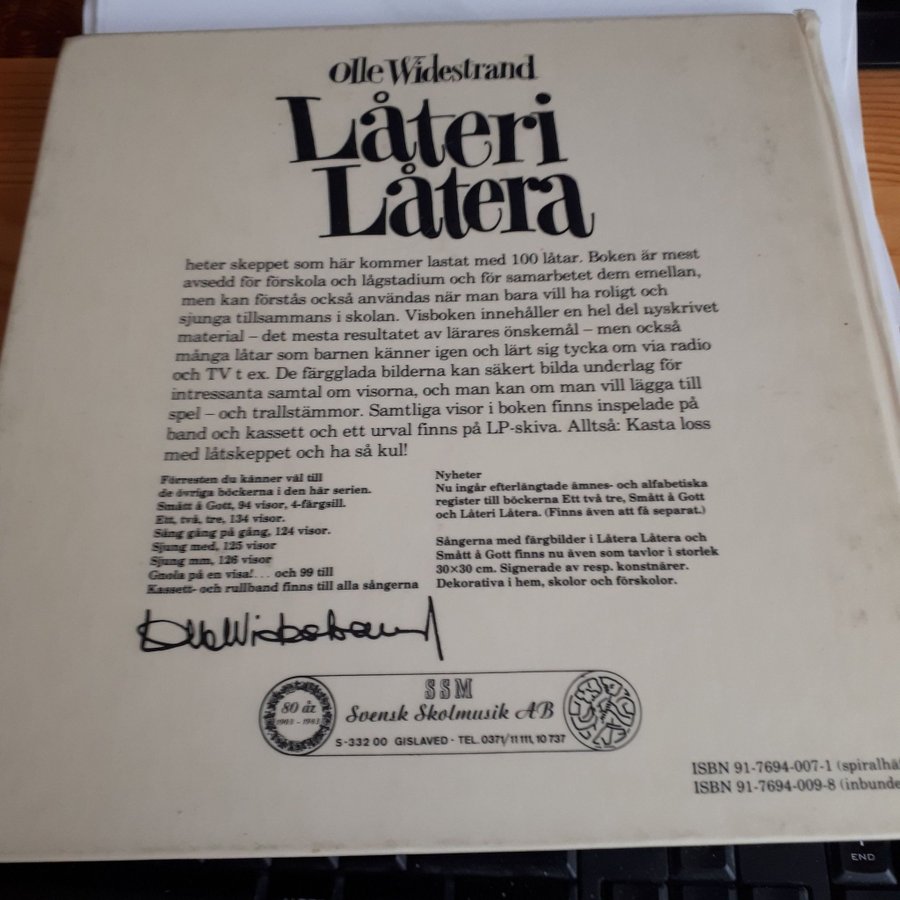 Olle Widestrand
Låteri
Låtera
heter skeppet som här kommer lastat med 100 låtar. Boken är mest
avsedd för förskola och lågstadium och för samarbetet dem emellan,
men kan förstås också användas när man bara vill ha roligt och
sjunga tillsammans i skolan. Visboken innehåller en hel del nyskrivet
material – det mesta resultatet av lärares önskemål – men också
många låtar som barnen känner igen och lärt sig tycka om via radio
och TV t ex. De färgglada bilderna kan säkert bilda underlag för
intressanta samtal om visorna, och man kan om man vill lägga till
spel – och trallstämmor. Samtliga visor i boken finns inspelade på
band och kassett och ett urval finns på LP-skiva. Alltså: Kasta loss
med låtskeppet och ha så kul!
Förresten du känner väl till
de övriga böckerna i den här serien.
Smått å Gott, 94 visor, 4-färgsill.
Ett, två, tre, 134 visor.
Sång gång på gång, 124 visor.
Sjung med, 125 visor
Sjung mm, 126 visor
Gnola på en visa!... och 99 till
Kassett- och rullband finns till alla sångerna
Nyheter
Nu ingår efterlängtade ämnes- och alfabetiska
register till böckerna Ett två tre, Smått å Gott
och Låteri Låtera. (Finns även att få separat.)
Sångerna med färgbilder i Låtera Låtera och
Smått å Gott finns nu även som tavlor i storlek
30×30 cm. Signerade av resp. konstnärer.
Dekorativa i hem, skolor och förskolor.
Olle Widestrand
80 år
1903 - 1983
SSM
Svensk Skolmusik AB
S-332 00 GISLAVED - TEL. 0371/11 111, 10 737
ISBN 91-7694-007-1 (spiralhä
ISBN 91-7694-009-8 (inbunde
END